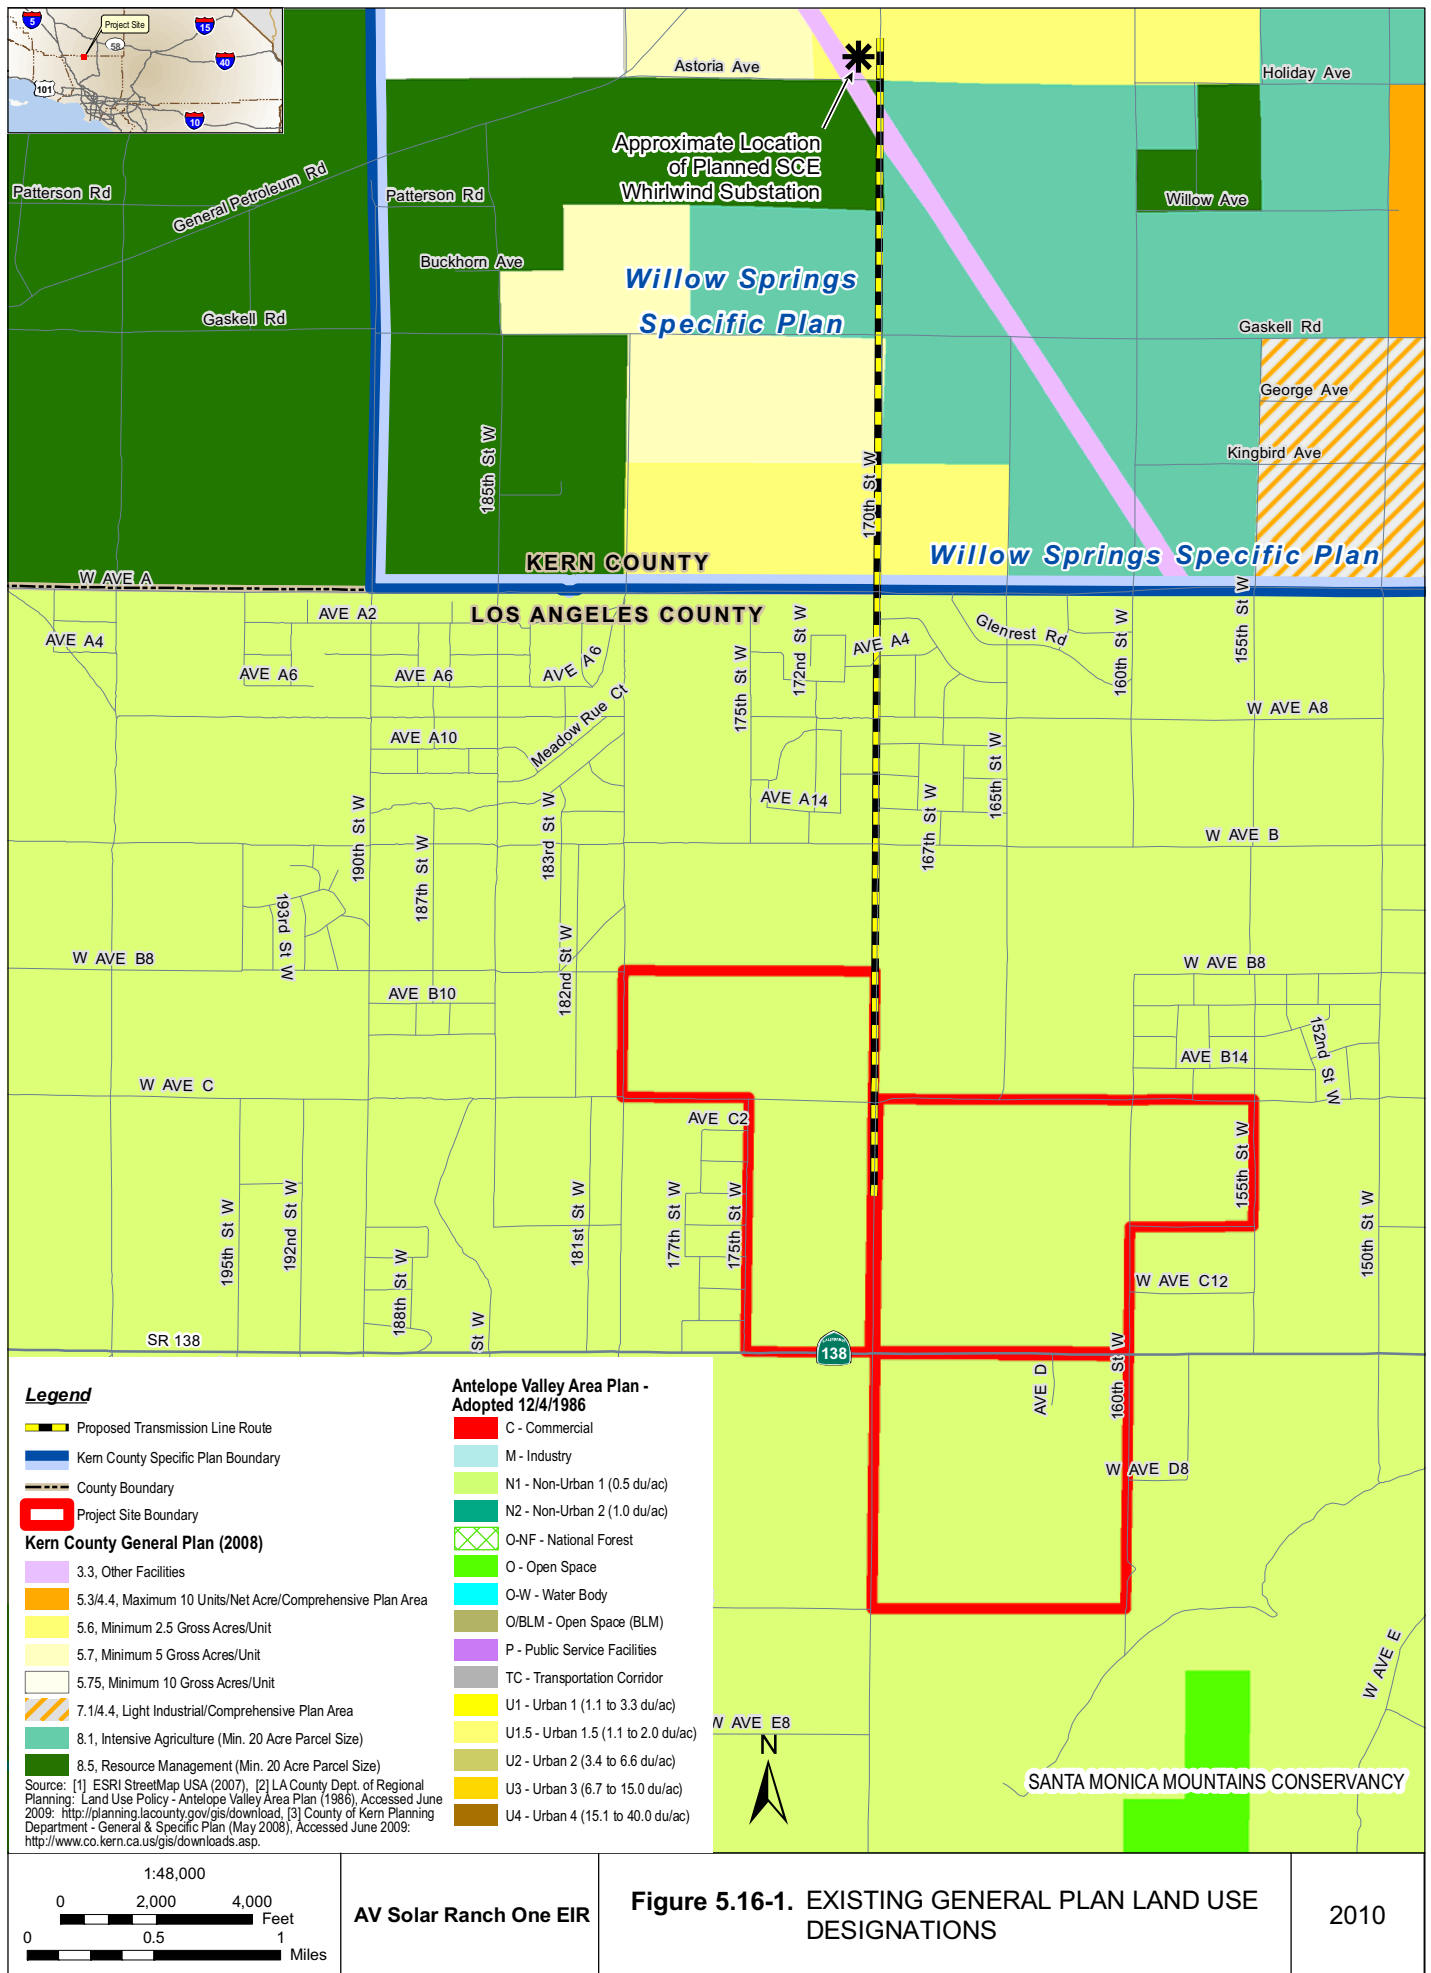 5
15
Project Site
58
40
101
10
Astoria Ave
Holiday Ave
Approximate Location
of Planned SCE
Whirlwind Substation
Patterson Rd
General Petroleum Rd
Patterson Rd
Willow Ave
Buckhorn Ave
Willow Springs
Specific Plan
Gaskell Rd
Gaskell Rd
George Ave
185th St W
170th St W
Kingbird Ave
Willow Springs Specific Plan
KERN COUNTY
W AVE A
LOS ANGELES COUNTY
AVE A2
AVE A4
AVE A6
AVE A6
AVE A6
Meadow Rue Ct
175th St W
172nd St W
AVE A4
Glenrest Rd
160th St W
155th St W
W AVE A8
AVE A10
AVE A14
165th St W
167th St W
W AVE B
190th St W
187th St W
183rd St W
193rd St W
182nd St W
W AVE B8
W AVE B8
AVE B10
152nd St W
AVE B14
W AVE C
AVE C2
155th St W
195th St W
192nd St W
188th St W
St W
181st St W
177th St W
175th St W
150th St W
W AVE C12
SR 138
CALIFORNIA
138
AVE D
160th St W
W AVE D8
W AVE E
W AVE E8
SANTA MONICA MOUNTAINS CONSERVANCY
N
Legend
Proposed Transmission Line Route
Kern County Specific Plan Boundary
County Boundary
Project Site Boundary
Kern County General Plan (2008)
3.3, Other Facilities
5.3/4.4, Maximum 10 Units/Net Acre/Comprehensive Plan Area
5.6, Minimum 2.5 Gross Acres/Unit
5.7, Minimum 5 Gross Acres/Unit
5.75, Minimum 10 Gross Acres/Unit
7.1/4.4, Light Industrial/Comprehensive Plan Area
8.1, Intensive Agriculture (Min. 20 Acre Parcel Size)
8.5, Resource Management (Min. 20 Acre Parcel Size)
Source: [1] ESRI StreetMap USA (2007), [2] LA County Dept. of Regional
Planning: Land Use Policy - Antelope Valley Area Plan (1986), Accessed June
2009: http://planning.lacounty.gov/gis/download, [3] County of Kern Planning
Department - General & Specific Plan (May 2008), Accessed June 2009:
http://www.co.kern.ca.us/gis/downloads.asp.
Antelope Valley Area Plan -
Adopted 12/4/1986
C - Commercial
M - Industry
N1 - Non-Urban 1 (0.5 du/ac)
N2 - Non-Urban 2 (1.0 du/ac)
O-NF - National Forest
O - Open Space
O-W - Water Body
O/BLM - Open Space (BLM)
P - Public Service Facilities
TC - Transportation Corridor
U1 - Urban 1 (1.1 to 3.3 du/ac)
U1.5 - Urban 1.5 (1.1 to 2.0 du/ac)
U2 - Urban 2 (3.4 to 6.6 du/ac)
U3 - Urban 3 (6.7 to 15.0 du/ac)
U4 - Urban 4 (15.1 to 40.0 du/ac)
1:48,000
0 2,000 4,000
Feet
0 0.5 1
Miles
AV Solar Ranch One EIR
Figure 5.16-1. EXISTING GENERAL PLAN LAND USE
DESIGNATIONS
2010